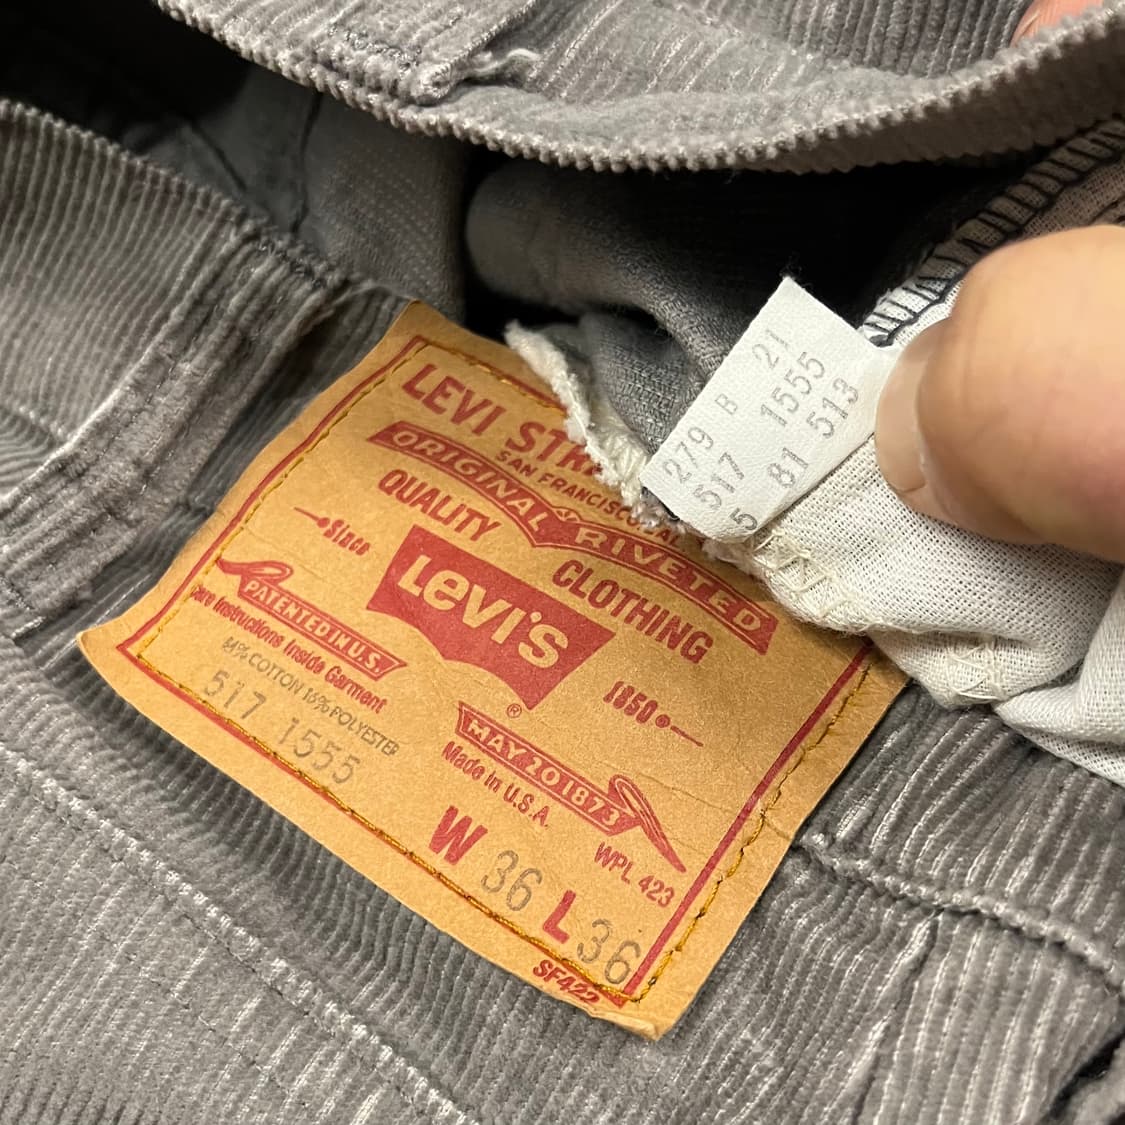 LEVI STRA
SAN FRANCISCO, CAL
ORIGINAL RIVETED
QUALITY CLOTHING
Since 1850
LEVI'S
®
PATENTED IN U.S. MAY 20 1873
Care Instructions Inside Garment
Made in U.S.A.
84% COTTON 16% POLYESTER
WPL 423
517 1555
W 36 L 36
SF422
279 B 21
517 1555
5 81 513